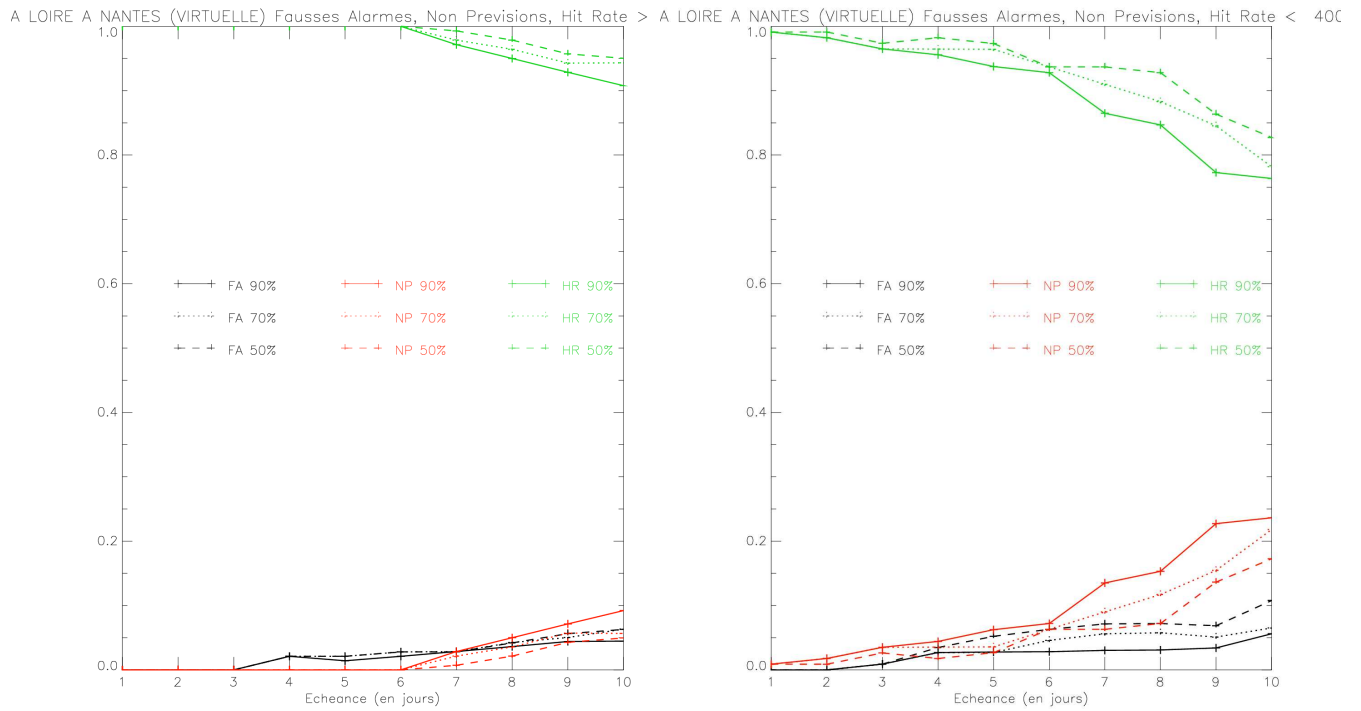 A LOIRE A NANTES (VIRTUELLE) Fausses Alarmes, Non Previsions, Hit Rate >
1.0
0.8
0.6
0.4
0.2
0.0
FA 90% NP 90% HR 90%
FA 70% NP 70% HR 70%
FA 50% NP 50% HR 50%
1 2 3 4 5 6 7 8 9 10
Echeance (en jours)
A LOIRE A NANTES (VIRTUELLE) Fausses Alarmes, Non Previsions, Hit Rate < 400
1.0
0.8
0.6
0.4
0.2
0.0
FA 90% NP 90% HR 90%
FA 70% NP 70% HR 70%
FA 50% NP 50% HR 50%
1 2 3 4 5 6 7 8 9 10
Echeance (en jours)